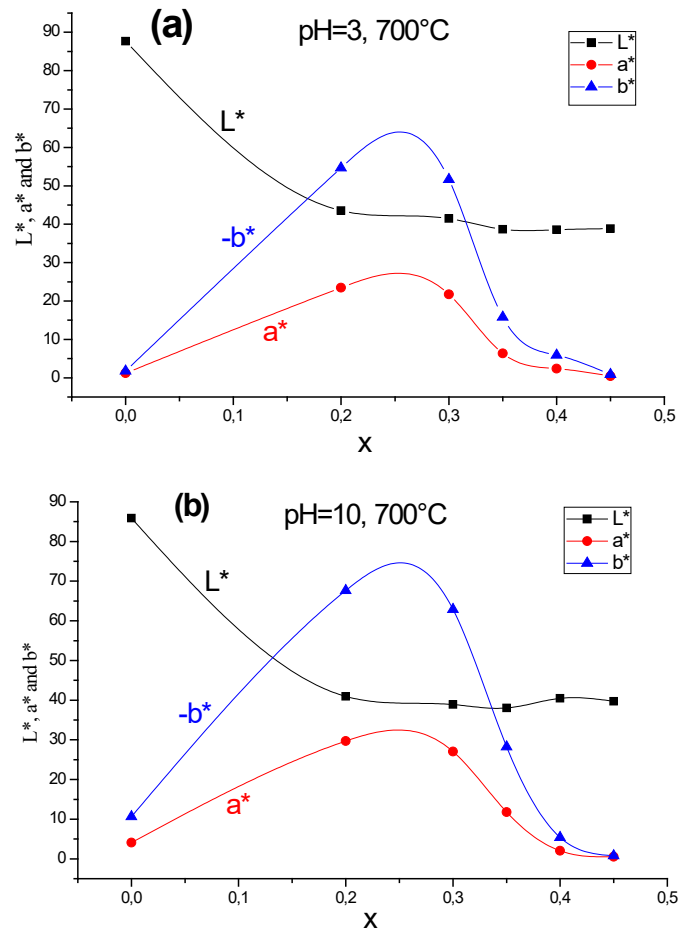 (a)
pH=3, 700°C
L*
a*
b*
L*
-b*
a*
L*, a* and b*
90
80
70
60
50
40
30
20
10
0
0,0 0,1 0,2 0,3 0,4 0,5
x
(b)
pH=10, 700°C
L*
a*
b*
L*
-b*
a*
L*, a* and b*
90
80
70
60
50
40
30
20
10
0
0,0 0,1 0,2 0,3 0,4 0,5
x